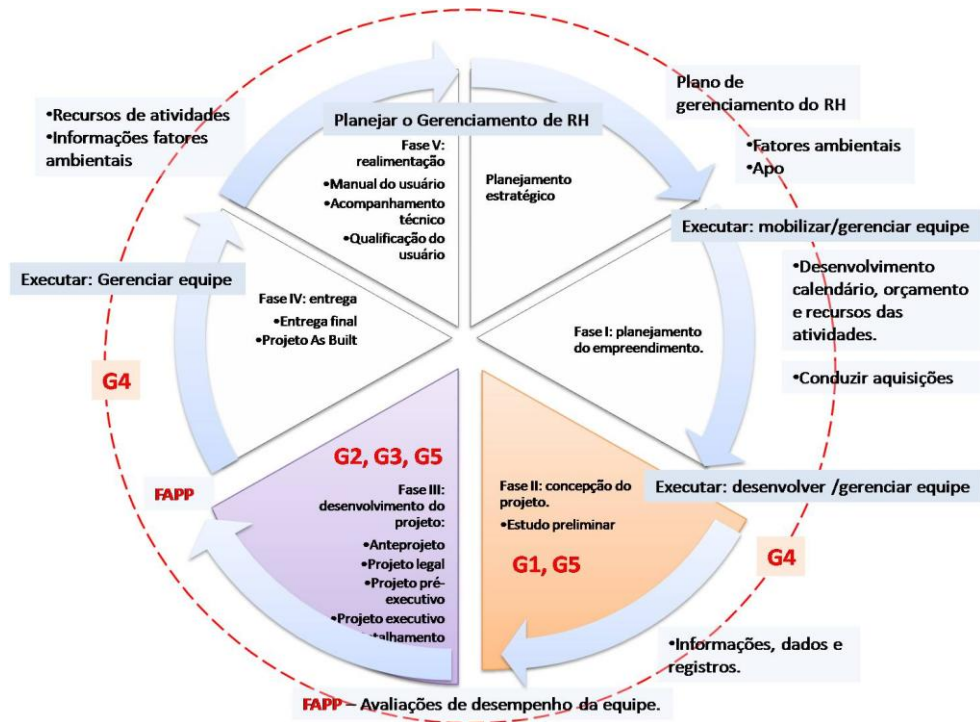 Plano de
gerenciamento do RH
•Recursos de atividades
•Informações fatores
ambientais
Planejar o Gerenciamento de RH
•Fatores ambientais
•Apo
Fase V:
realimentação
•Manual do usuário
•Acompanhamento
técnico
•Qualificação do
usuário
Planejamento
estratégico
Executar: mobilizar/gerenciar equipe
Executar: Gerenciar equipe
•Desenvolvimento
calendário, orçamento
e recursos das
atividades.
Fase IV: entrega
•Entrega final
•Projeto As Built
Fase I: planejamento
do empreendimento.
•Conduzir aquisições
G4
G2, G3, G5
FAPP
Fase III:
desenvolvimento do
projeto:
•Anteprojeto
•Projeto legal
•Projeto pré-
executivo
•Projeto executivo
Fase II: concepção do
projeto.
•Estudo preliminar
G1, G5
Executar: desenvolver /gerenciar equipe
G4
•Informações, dados e
registros.
FAPP – Avaliações de desempenho da equipe.